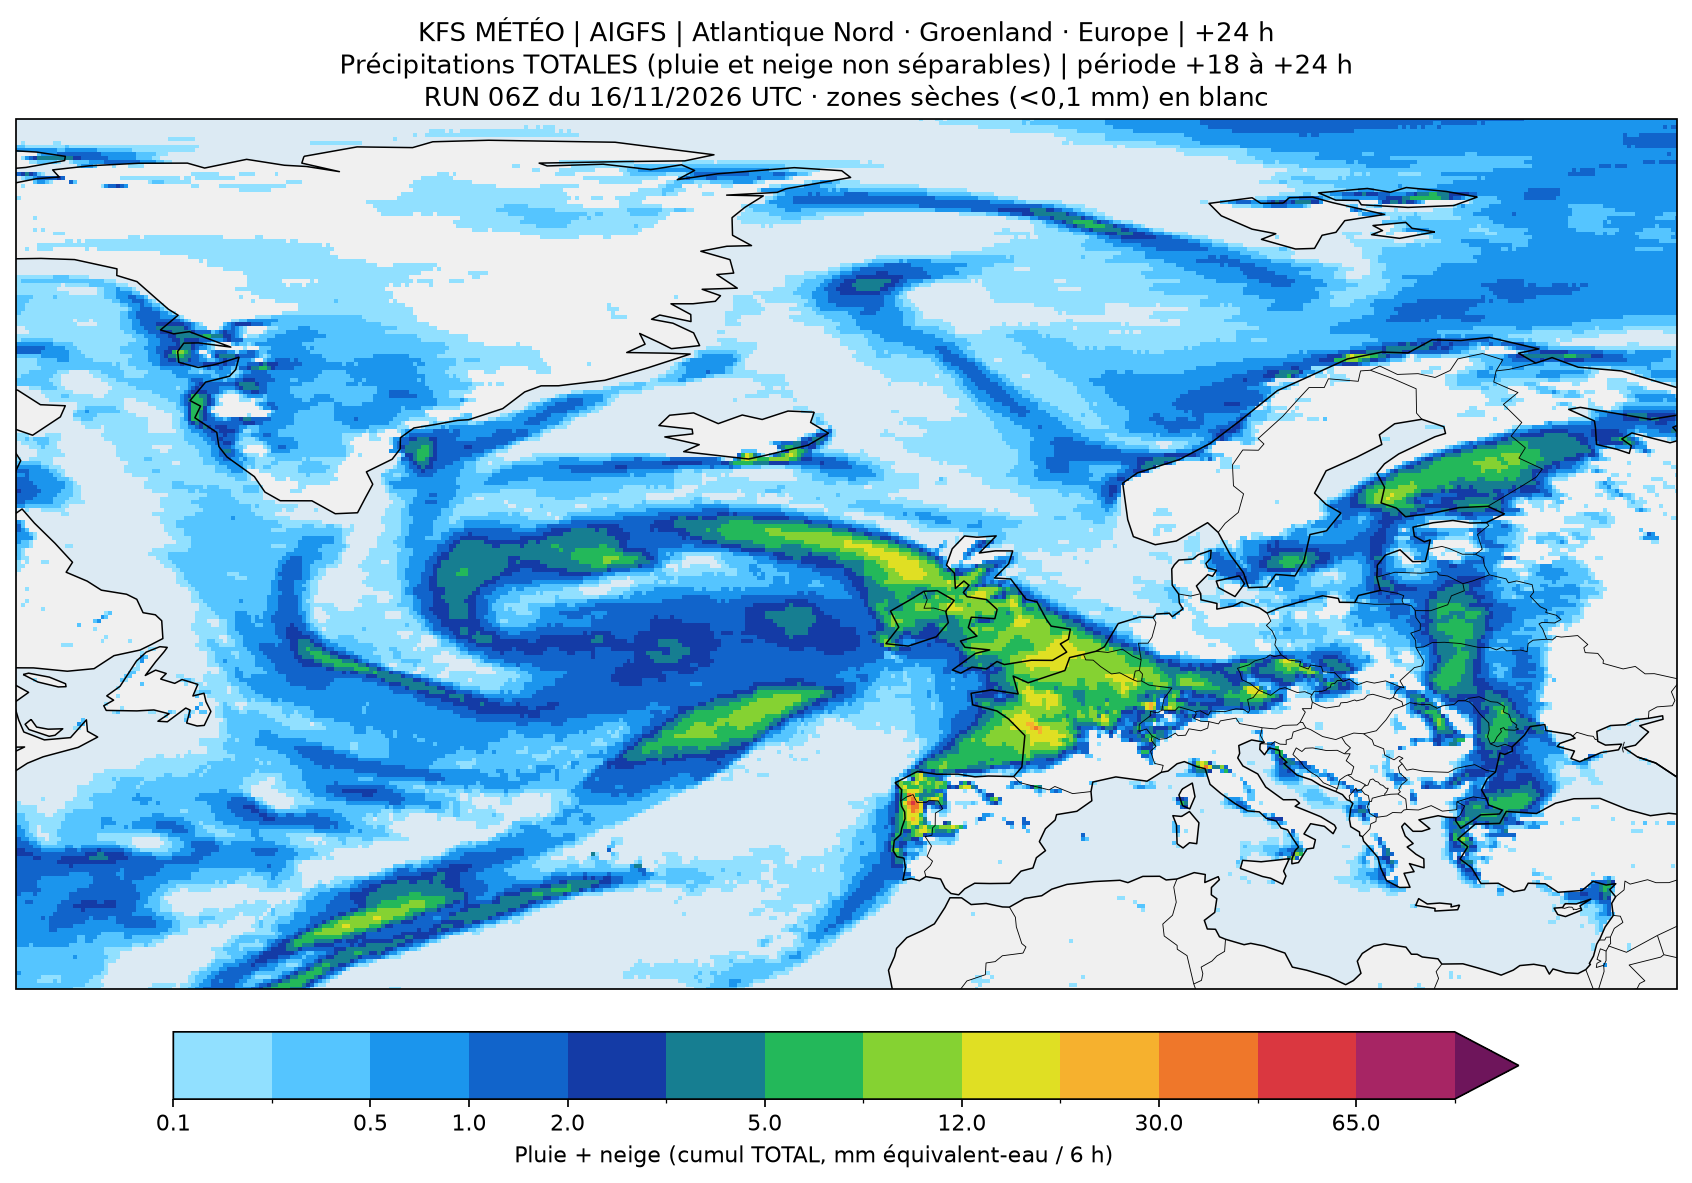 KFS MÉTÉO | AIGFS | Atlantique Nord · Groenland · Europe | +24 h
Précipitations TOTALES (pluie et neige non séparables) | période +18 à +24 h
RUN 06Z du 16/11/2026 UTC · zones sèches (<0,1 mm) en blanc
0.1 0.5 1.0 2.0 5.0 12.0 30.0 65.0
Pluie + neige (cumul TOTAL, mm équivalent-eau / 6 h)